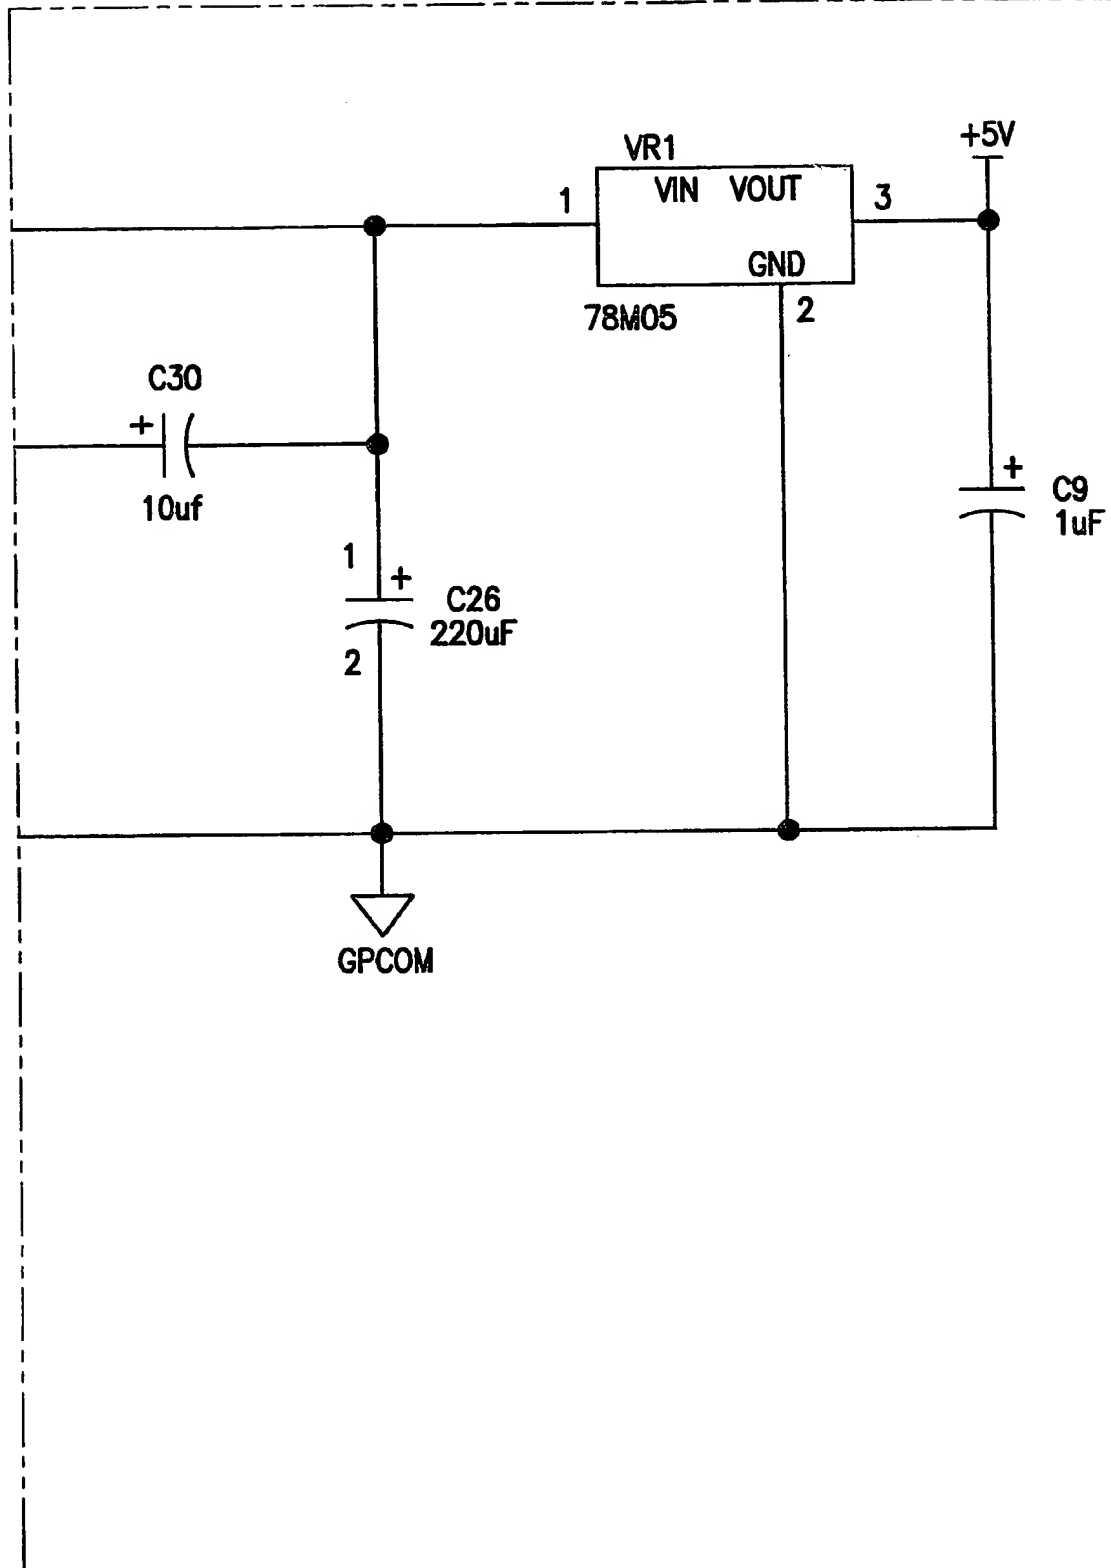 +5V
VR1
VIN VOUT
1
3
GND
2
78M05
C30
+
10uf
+
C9
1uF
1
+
C26
220uF
2
GPCOM